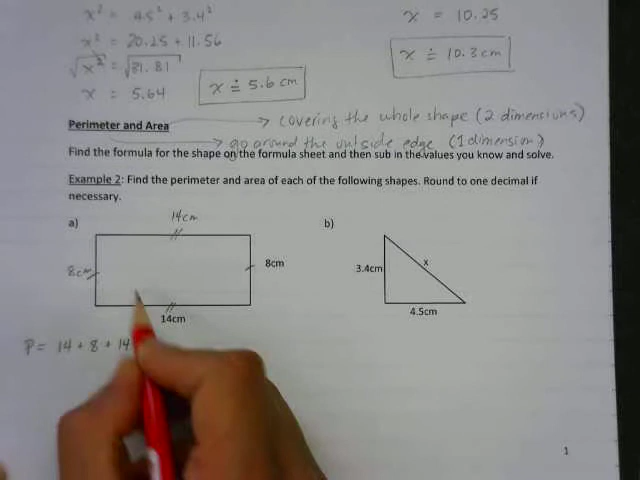 x² = 4.5² + 3.4²
x² = 20.25 + 11.56
√x² = √31.81
x = 5.64
x ≐ 5.6 cm
x = 10.25
x ≐ 10.3 cm
Perimeter and Area → covering the whole shape (2 dimensions)
→ go around the outside edge (1 dimension)
Find the formula for the shape on the formula sheet and then sub in the values you know and solve.
Example 2: Find the perimeter and area of each of the following shapes. Round to one decimal if
necessary.
a)
14cm
8cm
8cm
14cm
b)
3.4cm
x
4.5cm
P = 14 + 8 + 14
1